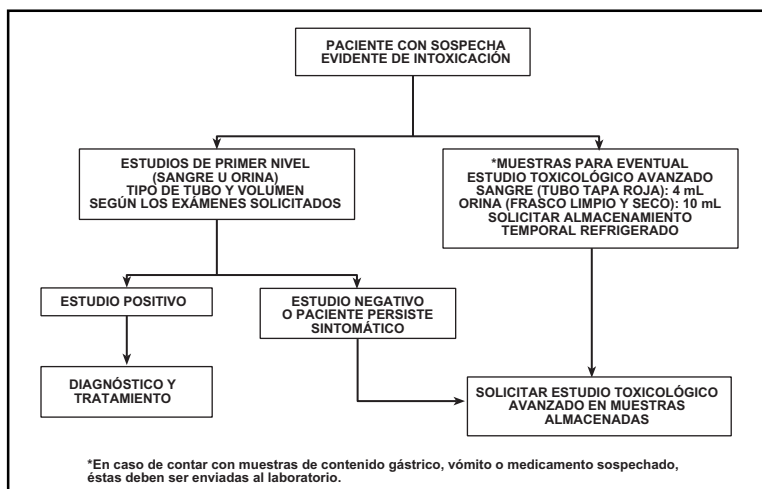 PACIENTE CON SOSPECHA
EVIDENTE DE INTOXICACIÓN
ESTUDIOS DE PRIMER NIVEL
(SANGRE U ORINA)
TIPO DE TUBO Y VOLUMEN
SEGÚN LOS EXÁMENES SOLICITADOS
*MUESTRAS PARA EVENTUAL
ESTUDIO TOXICOLÓGICO AVANZADO
SANGRE (TUBO TAPA ROJA): 4 mL
ORINA (FRASCO LIMPIO Y SECO): 10 mL
SOLICITAR ALMACENAMIENTO
TEMPORAL REFRIGERADO
ESTUDIO POSITIVO
ESTUDIO NEGATIVO
O PACIENTE PERSISTE
SINTOMÁTICO
DIAGNÓSTICO Y
TRATAMIENTO
SOLICITAR ESTUDIO TOXICOLÓGICO
AVANZADO EN MUESTRAS
ALMACENADAS
*En caso de contar con muestras de contenido gástrico, vómito o medicamento sospechado,
éstas deben ser enviadas al laboratorio.